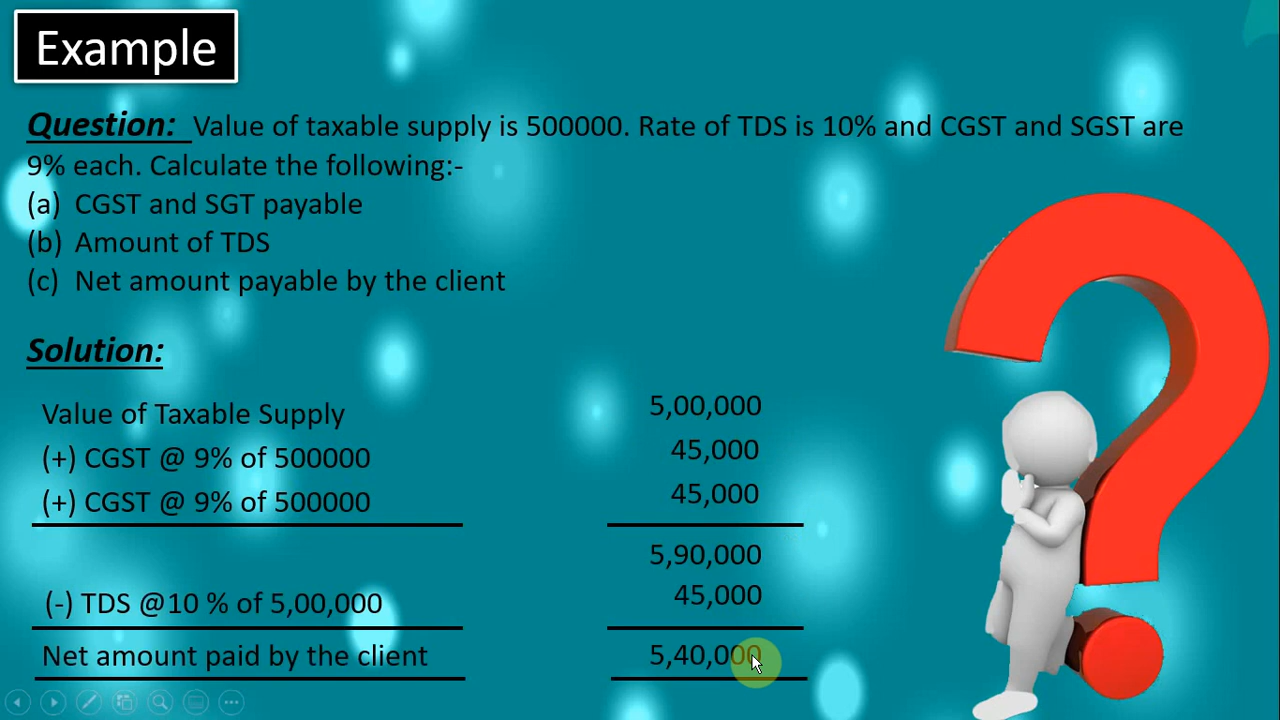 Example
Question: Value of taxable supply is 500000. Rate of TDS is 10% and CGST and SGST are
9% each. Calculate the following:-
(a) CGST and SGT payable
(b) Amount of TDS
(c) Net amount payable by the client
Solution:
Value of Taxable Supply 5,00,000
(+) CGST @ 9% of 500000 45,000
(+) CGST @ 9% of 500000 45,000
5,90,000
(-) TDS @10 % of 5,00,000 45,000
Net amount paid by the client 5,40,000